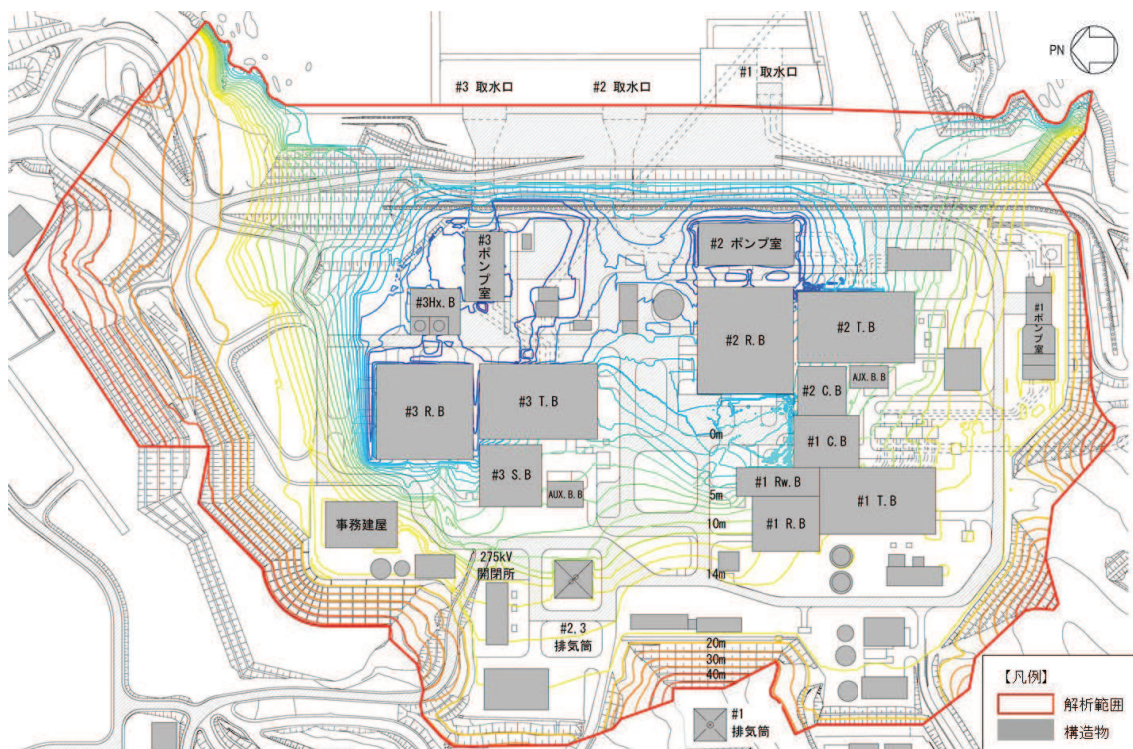 PN
#1 取水口
#3 取水口
#2 取水口
#3
ポンプ室
#2 ポンプ室
#3Hx.B
#1
ポンプ室
#2 T.B
#2 R.B
#2 C.B
AUX.B.B
#3 R.B
#3 T.B
0m
#1 C.B
#3 S.B
AUX.B.B
#1 Rw.B
5m
#1 T.B
事務建屋
10m
#1 R.B
275kV
開閉所
14m
#2,3
排気筒
20m
30m
40m
【凡例】
解析範囲
#1
排気筒
構造物